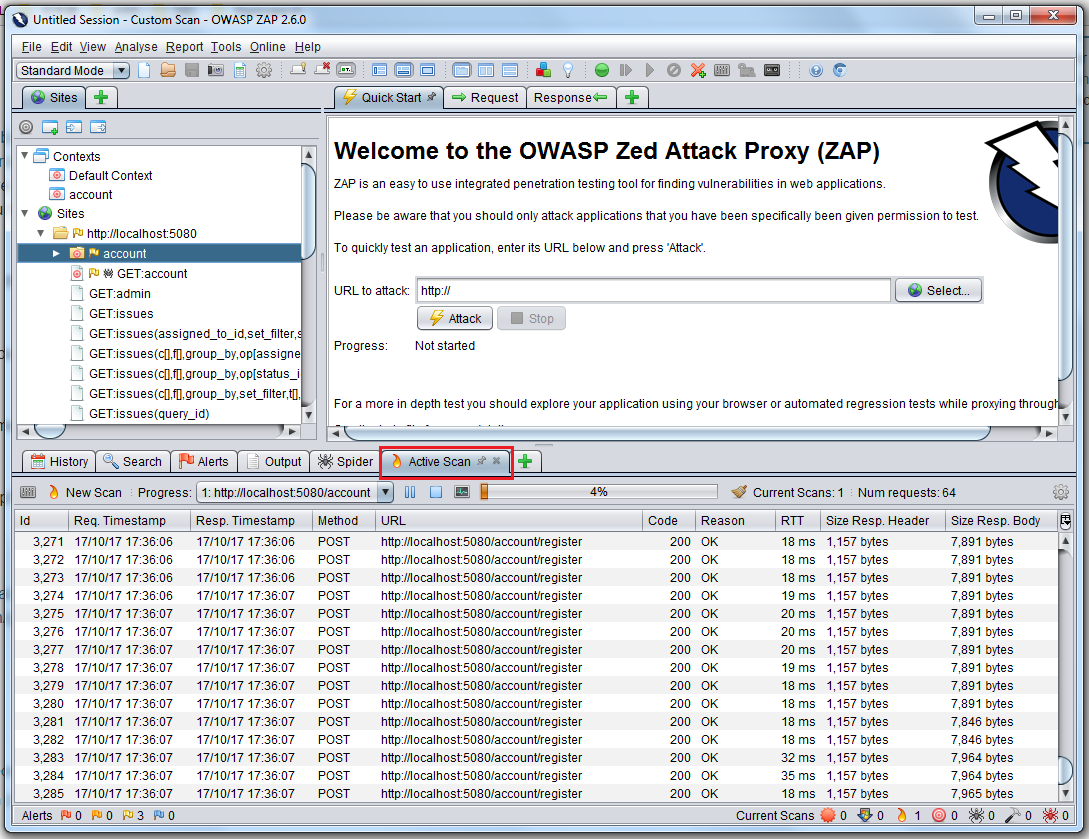 Untitled Session - Custom Scan - OWASP ZAP 2.6.0
File Edit View Analyse Report Tools Online Help
Standard Mode
Sites
Quick Start Request Response
Contexts
Default Context
account
Sites
http://localhost:5080
account
GET:account
GET:admin
GET:issues
GET:issues(assigned_to_id,set_filter,s
GET:issues(c[],f[],group_by,op[assigne
GET:issues(c[],f[],group_by,op[status_i
GET:issues(c[],f[],group_by,set_filter,t[],
GET:issues(query_id)
Welcome to the OWASP Zed Attack Proxy (ZAP)
ZAP is an easy to use integrated penetration testing tool for finding vulnerabilities in web applications.
Please be aware that you should only attack applications that you have been specifically been given permission to test.
To quickly test an application, enter its URL below and press 'Attack'.
URL to attack: http:// Select...
Attack Stop
Progress: Not started
For a more in depth test you should explore your application using your browser or automated regression tests while proxying through
History Search Alerts Output Spider Active Scan
New Scan Progress: 1: http://localhost:5080/account 4% Current Scans: 1 Num requests: 64
Id Req. Timestamp Resp. Timestamp Method URL Code Reason RTT Size Resp. Header Size Resp. Body
3,271 17/10/17 17:36:06 17/10/17 17:36:06 POST http://localhost:5080/account/register 200 OK 18 ms 1,157 bytes 7,891 bytes
3,272 17/10/17 17:36:06 17/10/17 17:36:06 POST http://localhost:5080/account/register 200 OK 18 ms 1,157 bytes 7,891 bytes
3,273 17/10/17 17:36:06 17/10/17 17:36:06 POST http://localhost:5080/account/register 200 OK 18 ms 1,157 bytes 7,891 bytes
3,274 17/10/17 17:36:06 17/10/17 17:36:07 POST http://localhost:5080/account/register 200 OK 19 ms 1,157 bytes 7,891 bytes
3,275 17/10/17 17:36:07 17/10/17 17:36:07 POST http://localhost:5080/account/register 200 OK 20 ms 1,157 bytes 7,891 bytes
3,276 17/10/17 17:36:07 17/10/17 17:36:07 POST http://localhost:5080/account/register 200 OK 20 ms 1,157 bytes 7,891 bytes
3,277 17/10/17 17:36:07 17/10/17 17:36:07 POST http://localhost:5080/account/register 200 OK 20 ms 1,157 bytes 7,891 bytes
3,278 17/10/17 17:36:07 17/10/17 17:36:07 POST http://localhost:5080/account/register 200 OK 19 ms 1,157 bytes 7,891 bytes
3,279 17/10/17 17:36:07 17/10/17 17:36:07 POST http://localhost:5080/account/register 200 OK 18 ms 1,157 bytes 7,891 bytes
3,280 17/10/17 17:36:07 17/10/17 17:36:07 POST http://localhost:5080/account/register 200 OK 18 ms 1,157 bytes 7,891 bytes
3,281 17/10/17 17:36:07 17/10/17 17:36:07 POST http://localhost:5080/account/register 200 OK 18 ms 1,157 bytes 7,846 bytes
3,282 17/10/17 17:36:07 17/10/17 17:36:07 POST http://localhost:5080/account/register 200 OK 18 ms 1,157 bytes 7,846 bytes
3,283 17/10/17 17:36:07 17/10/17 17:36:07 POST http://localhost:5080/account/register 200 OK 32 ms 1,157 bytes 7,964 bytes
3,284 17/10/17 17:36:07 17/10/17 17:36:07 POST http://localhost:5080/account/register 200 OK 35 ms 1,157 bytes 7,964 bytes
3,285 17/10/17 17:36:07 17/10/17 17:36:07 POST http://localhost:5080/account/register 200 OK 18 ms 1,157 bytes 7,965 bytes
Alerts 0 0 3 0 Current Scans 0 0 1 0 0 0 0